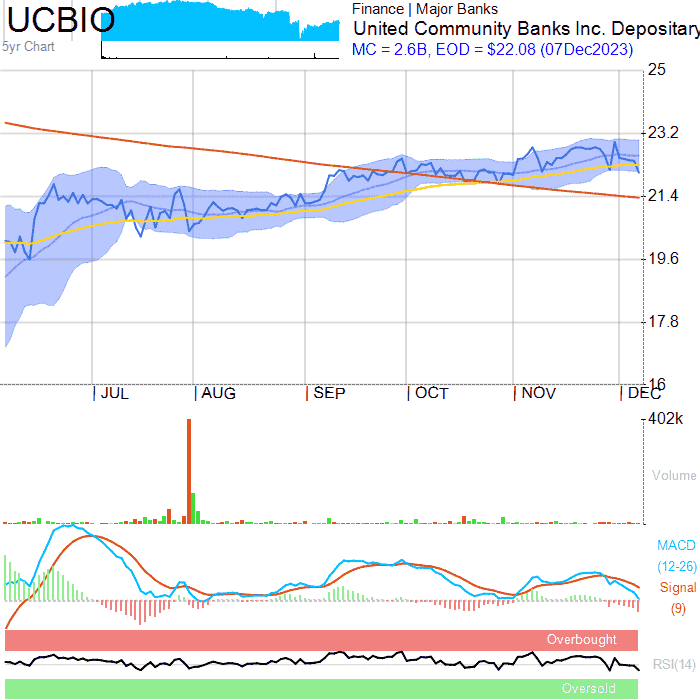 UCBIO
5yr Chart
Finance | Major Banks
United Community Banks Inc. Depositary
MC = 2.6B, EOD = $22.08 (07Dec2023)
25
23.2
21.4
19.6
17.8
16
JUL AUG SEP OCT NOV DEC
402k
Volume
MACD
(12-26)
Signal
(9)
Overbought
RSI(14)
Oversold